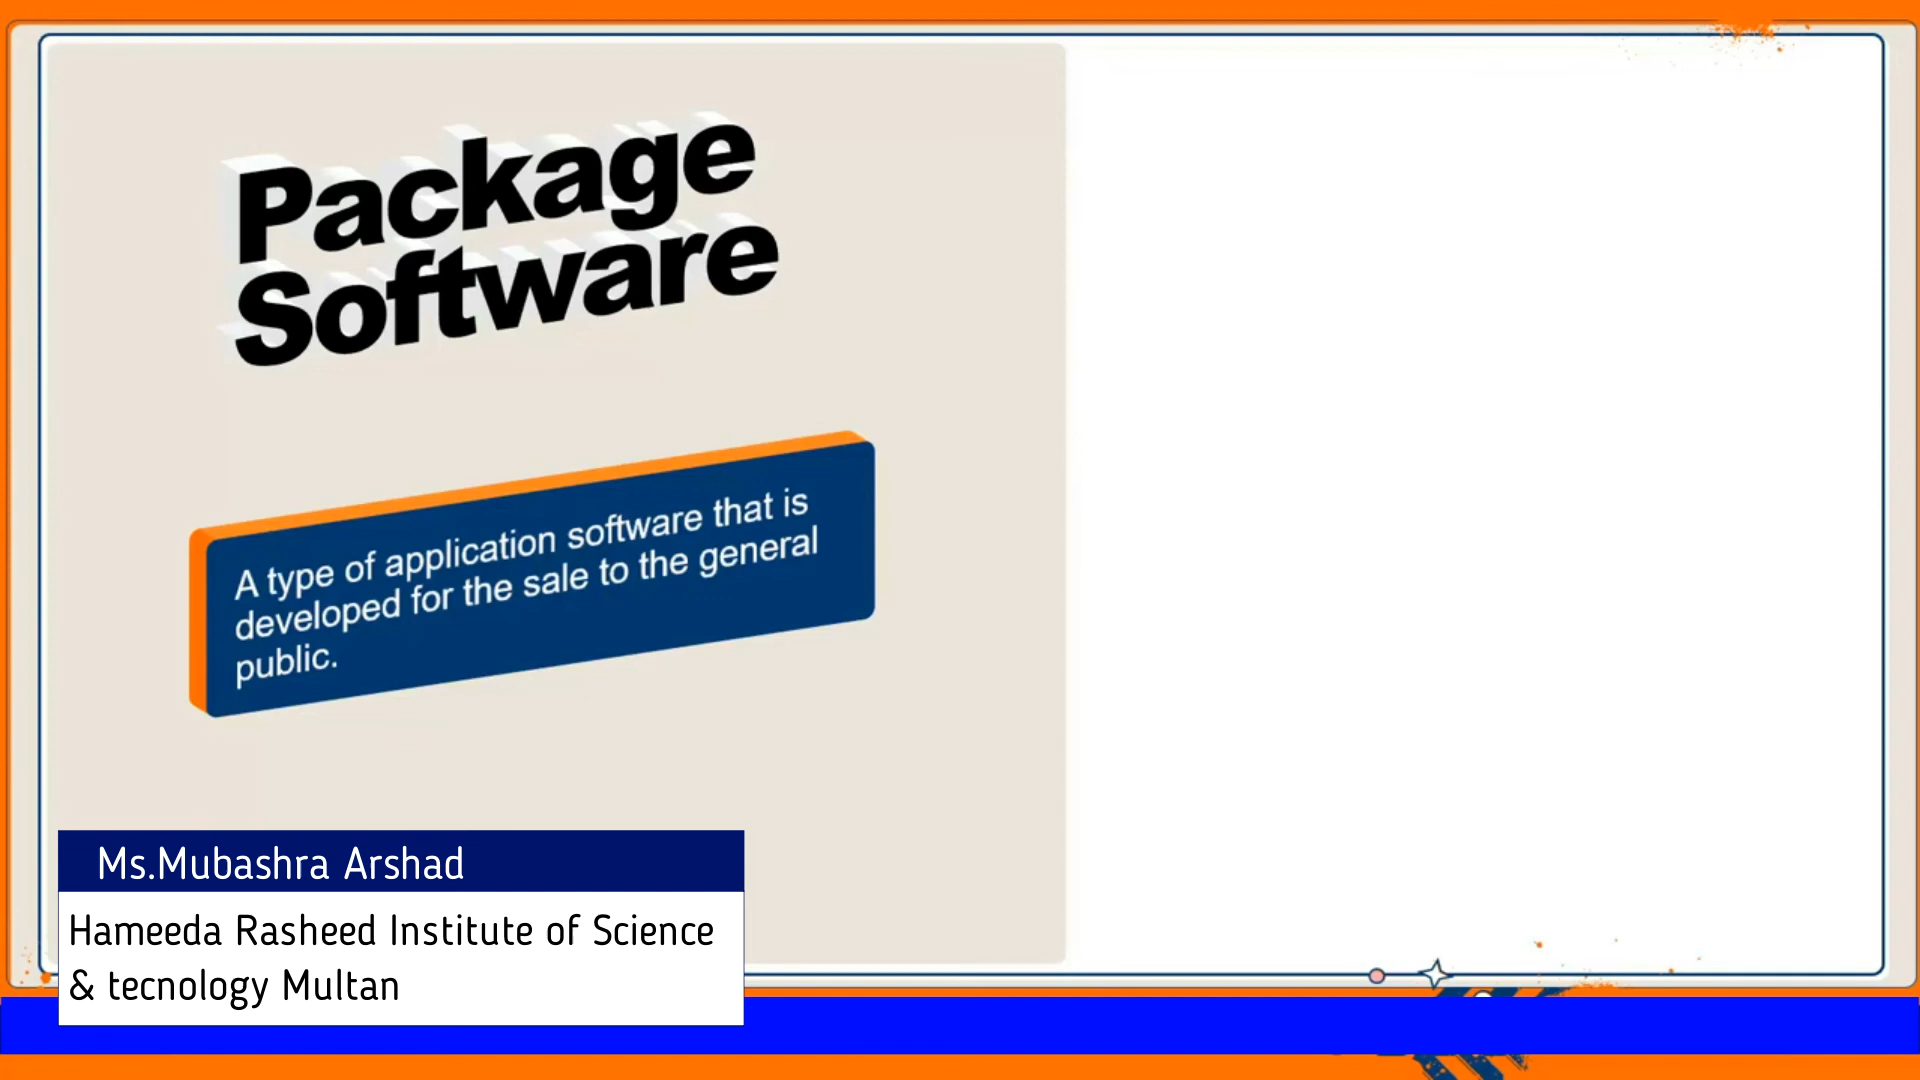 Package
Software
A type of application software that is
developed for the sale to the general
public.
Ms.Mubashra Arshad
Hameeda Rasheed Institute of Science
& tecnology Multan